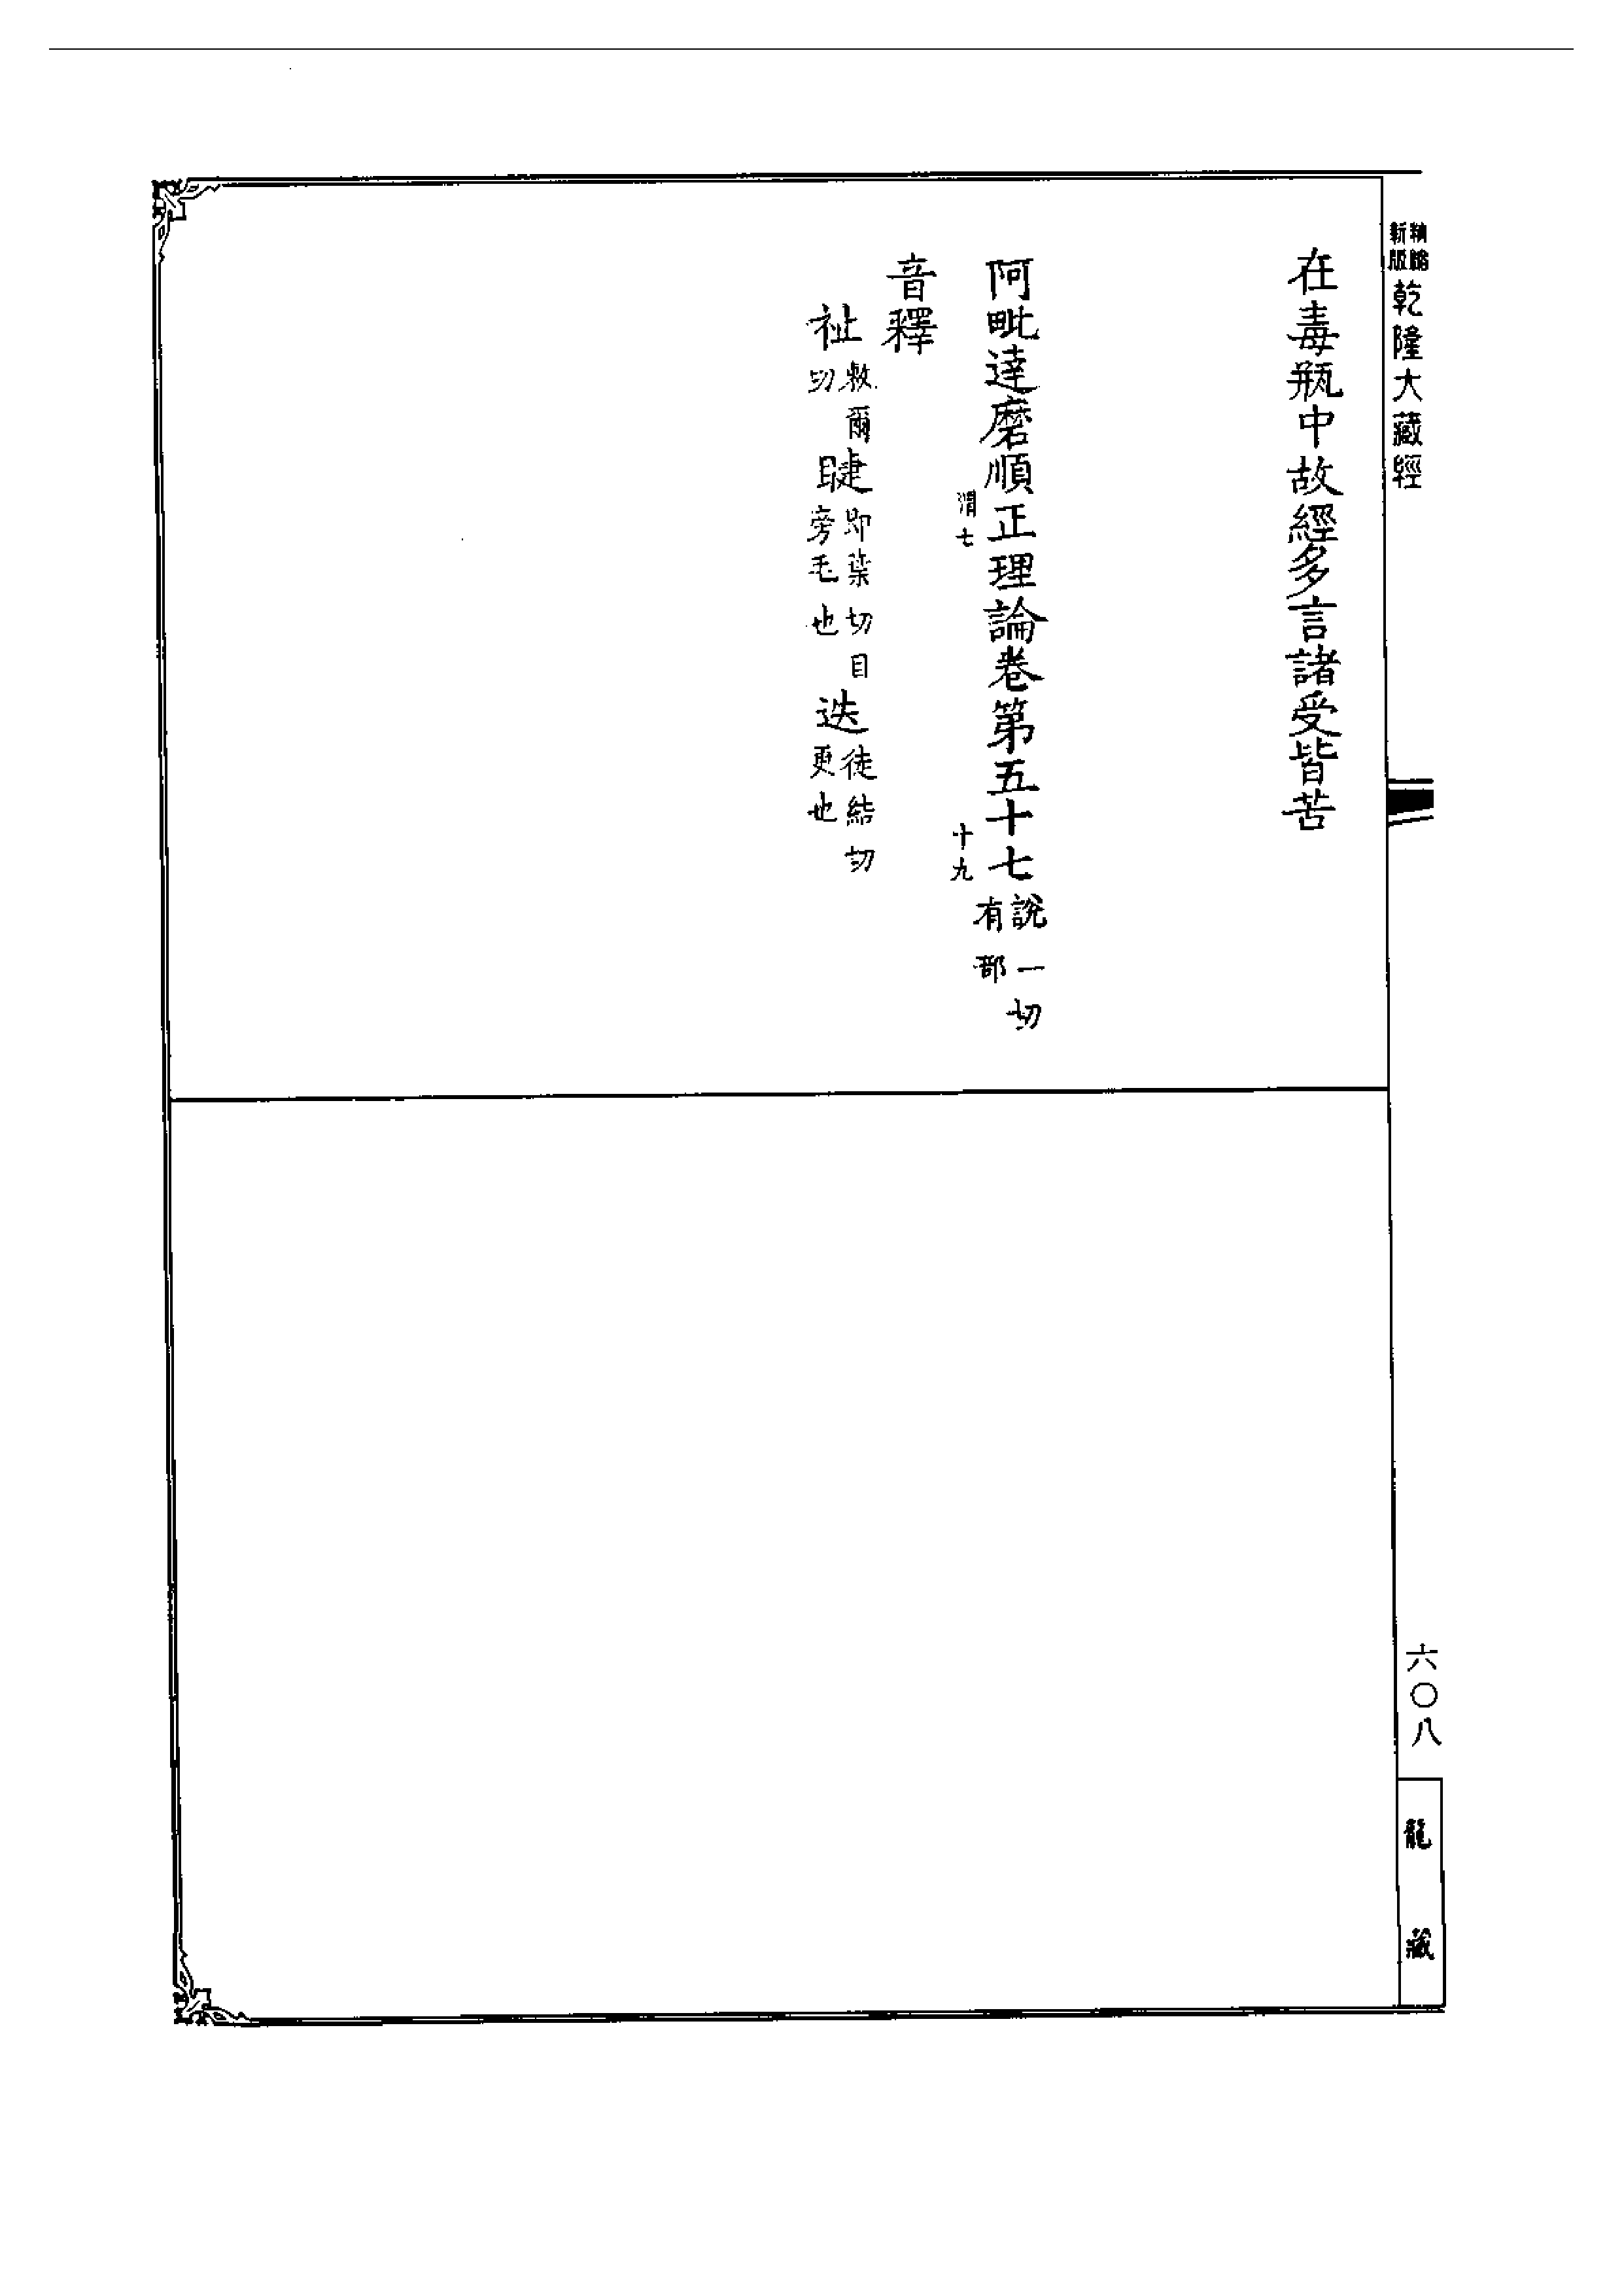 精縮新版
乾隆大藏經
在毒瓶中故經多言諸受皆苦
阿毗達磨順正理論卷第五十七 說一切有部
渭七
十九
音釋
祉 敕爾切 睫 即葉切目旁毛也 迭 徒結切更也
六〇八
龍藏